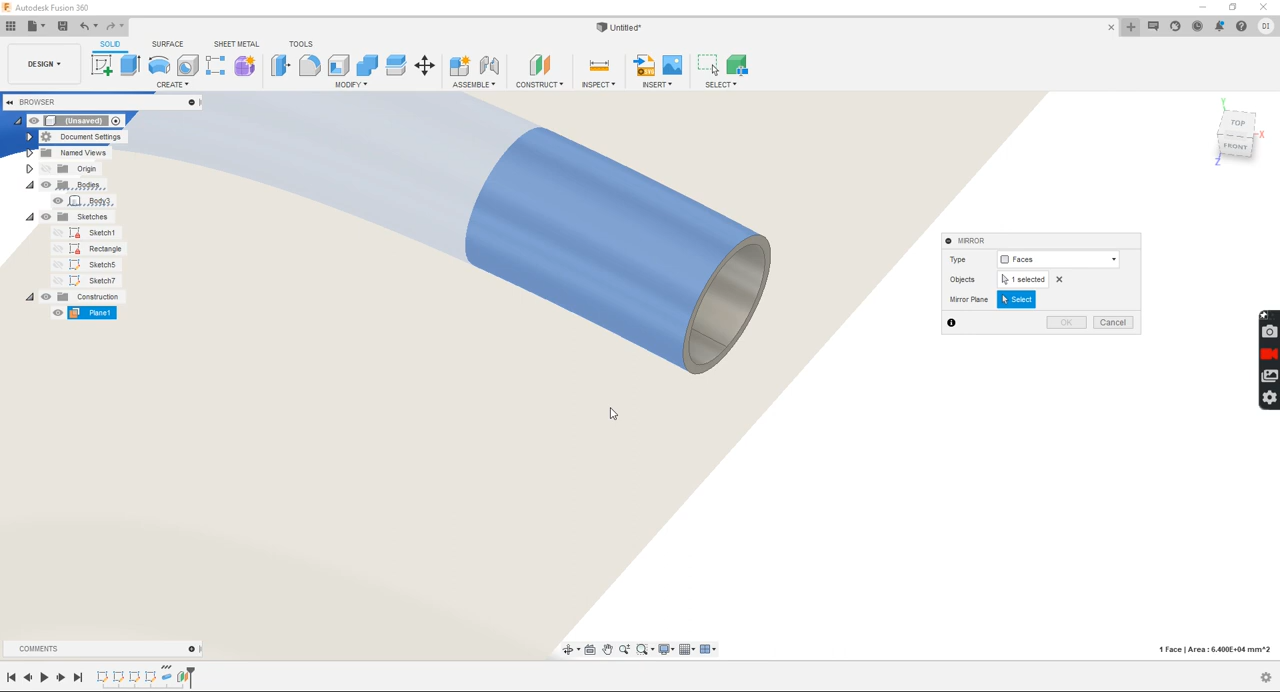 Autodesk Fusion 360
Untitled*
DI
DESIGN
SOLID
SURFACE
SHEET METAL
TOOLS
CREATE
MODIFY
ASSEMBLE
CONSTRUCT
INSPECT
INSERT
SELECT
BROWSER
(Unsaved)
Document Settings
Named Views
Origin
Bodies
Body3
Sketches
Sketch1
Rectangle
Sketch5
Sketch7
Construction
Plane1
Y
TOP
X
FRONT
Z
MIRROR
Type
Faces
Objects
1 selected
Mirror Plane
Select
OK
Cancel
COMMENTS
1 Face | Area : 6.400E+04 mm^2